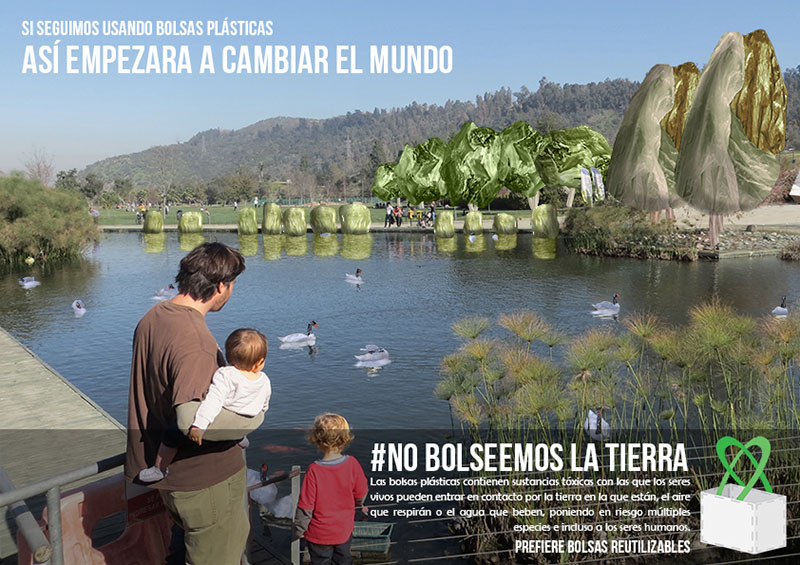 SI SEGUIMOS USANDO BOLSAS PLÁSTICAS
ASÍ EMPEZARA A CAMBIAR EL MUNDO
#NO BOLSEEMOS LA TIERRA
Las bolsas plásticas contienen sustancias tóxicas con las que los seres
vivos pueden entrar en contacto por la tierra en la que están, el aire
que respirán o el agua que beben, poniendo en riesgo múltiples
especies e incluso a los seres humanos.
PREFIERE BOLSAS REUTILIZABLES